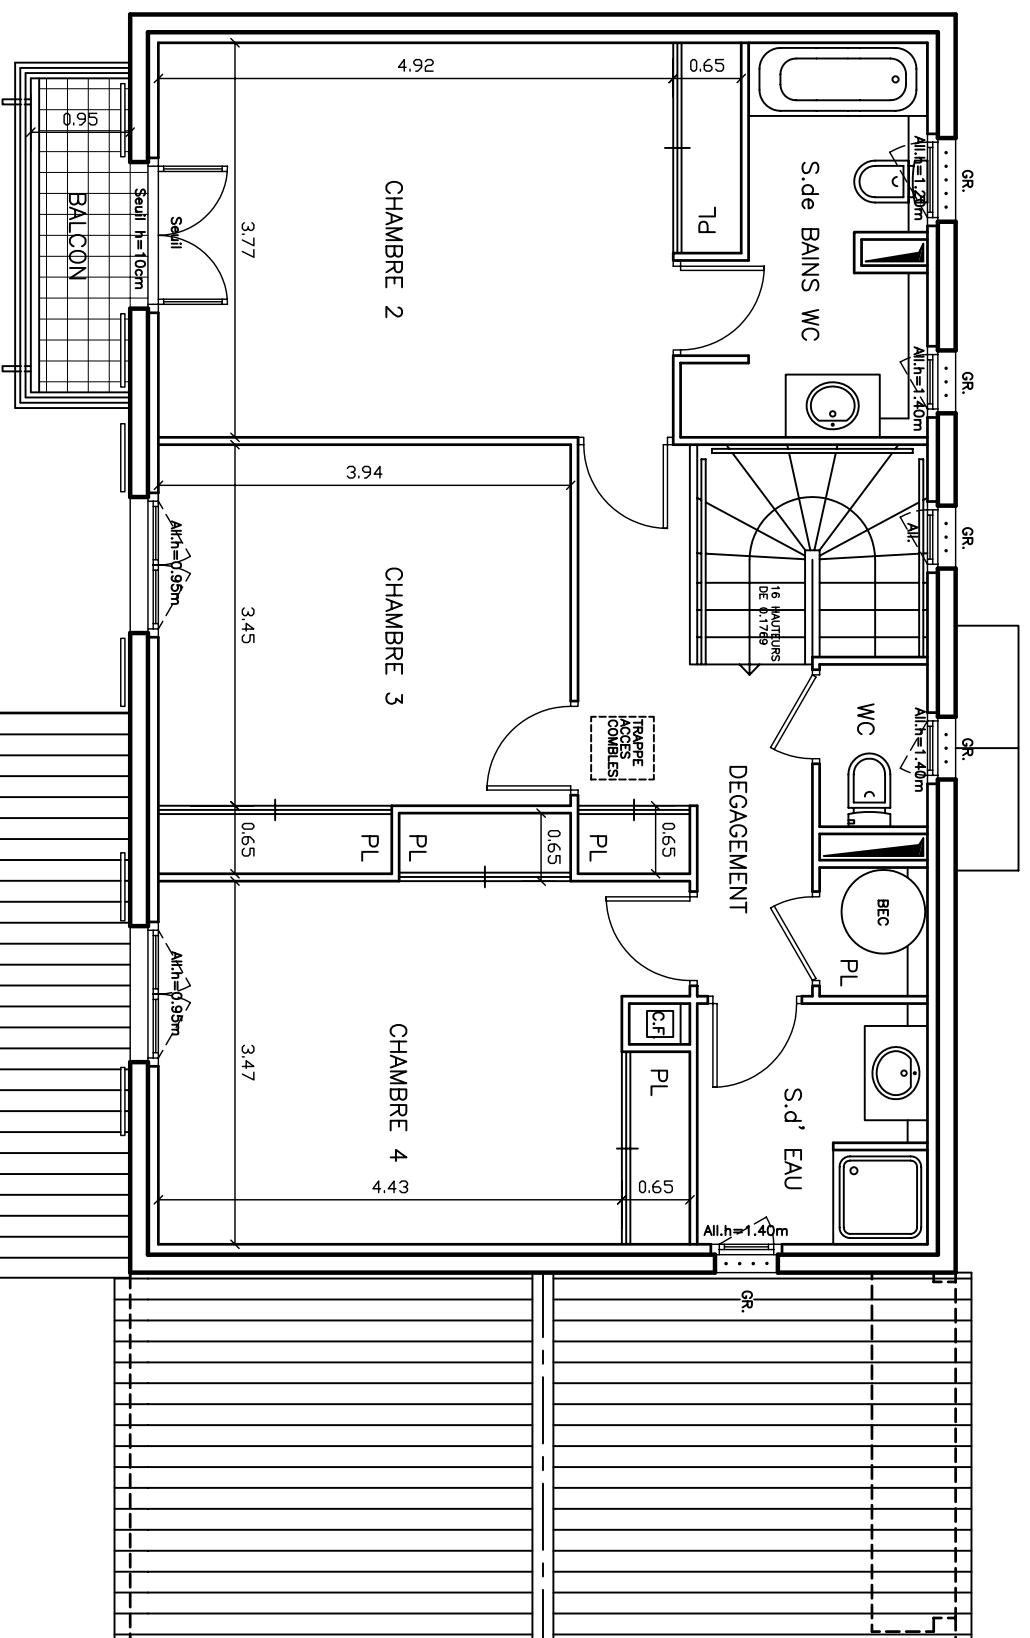 GR.
GR.
GR.
GR.
All.h=1.20m
All.h=1.40m
All.
All.h=1.40m
S.de BAINS WC
WC
BEC
PL
S.d' EAU
16 HAUTEURS
DE 0.1769
DEGAGEMENT
All.h=1.40m
GR.
4.92
0.65
PL
TRAPPE
ACCES
COMBLES
0.65
PL
C.F
PL
0.65
CHAMBRE 2
CHAMBRE 3
PL
PL
CHAMBRE 4
3.94
4.43
0.65
3.77
3.45
0.65
3.47
Seuil
All.h=0.95m
All.h=0.95m
Seuil h=10cm
BALCON
0.95